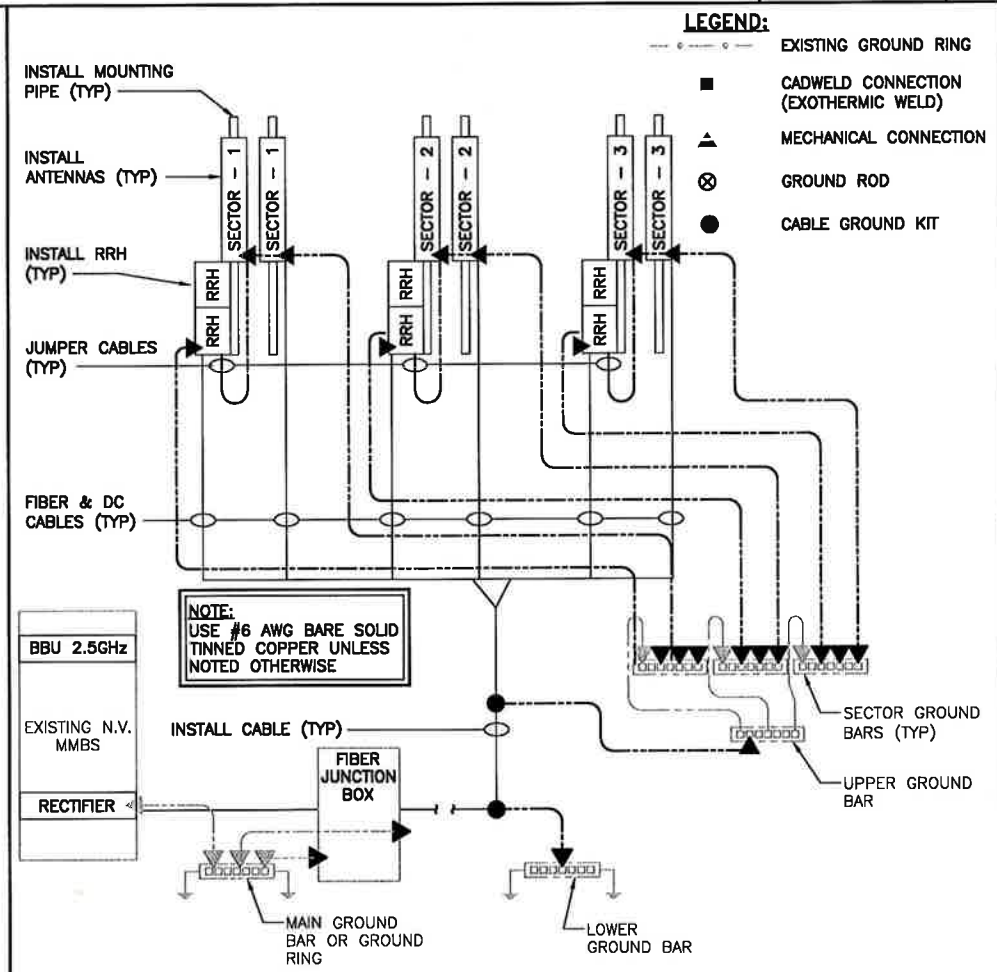 LEGEND:
EXISTING GROUND RING
CADWELD CONNECTION
(EXOTHERMIC WELD)
MECHANICAL CONNECTION
GROUND ROD
CABLE GROUND KIT
INSTALL MOUNTING
PIPE (TYP)
INSTALL
ANTENNAS (TYP)
INSTALL RRH
(TYP)
JUMPER CABLES
(TYP)
FIBER & DC
CABLES (TYP)
SECTOR - 1
SECTOR - 1
SECTOR - 2
SECTOR - 2
SECTOR - 3
SECTOR - 3
RRH
RRH
RRH
RRH
RRH
RRH
NOTE:
USE #6 AWG BARE SOLID
TINNED COPPER UNLESS
NOTED OTHERWISE
BBU 2.5GHz
EXISTING N.V.
MMBS
RECTIFIER
INSTALL CABLE (TYP)
FIBER
JUNCTION
BOX
SECTOR GROUND
BARS (TYP)
UPPER GROUND
BAR
MAIN GROUND
BAR OR GROUND
RING
LOWER
GROUND BAR